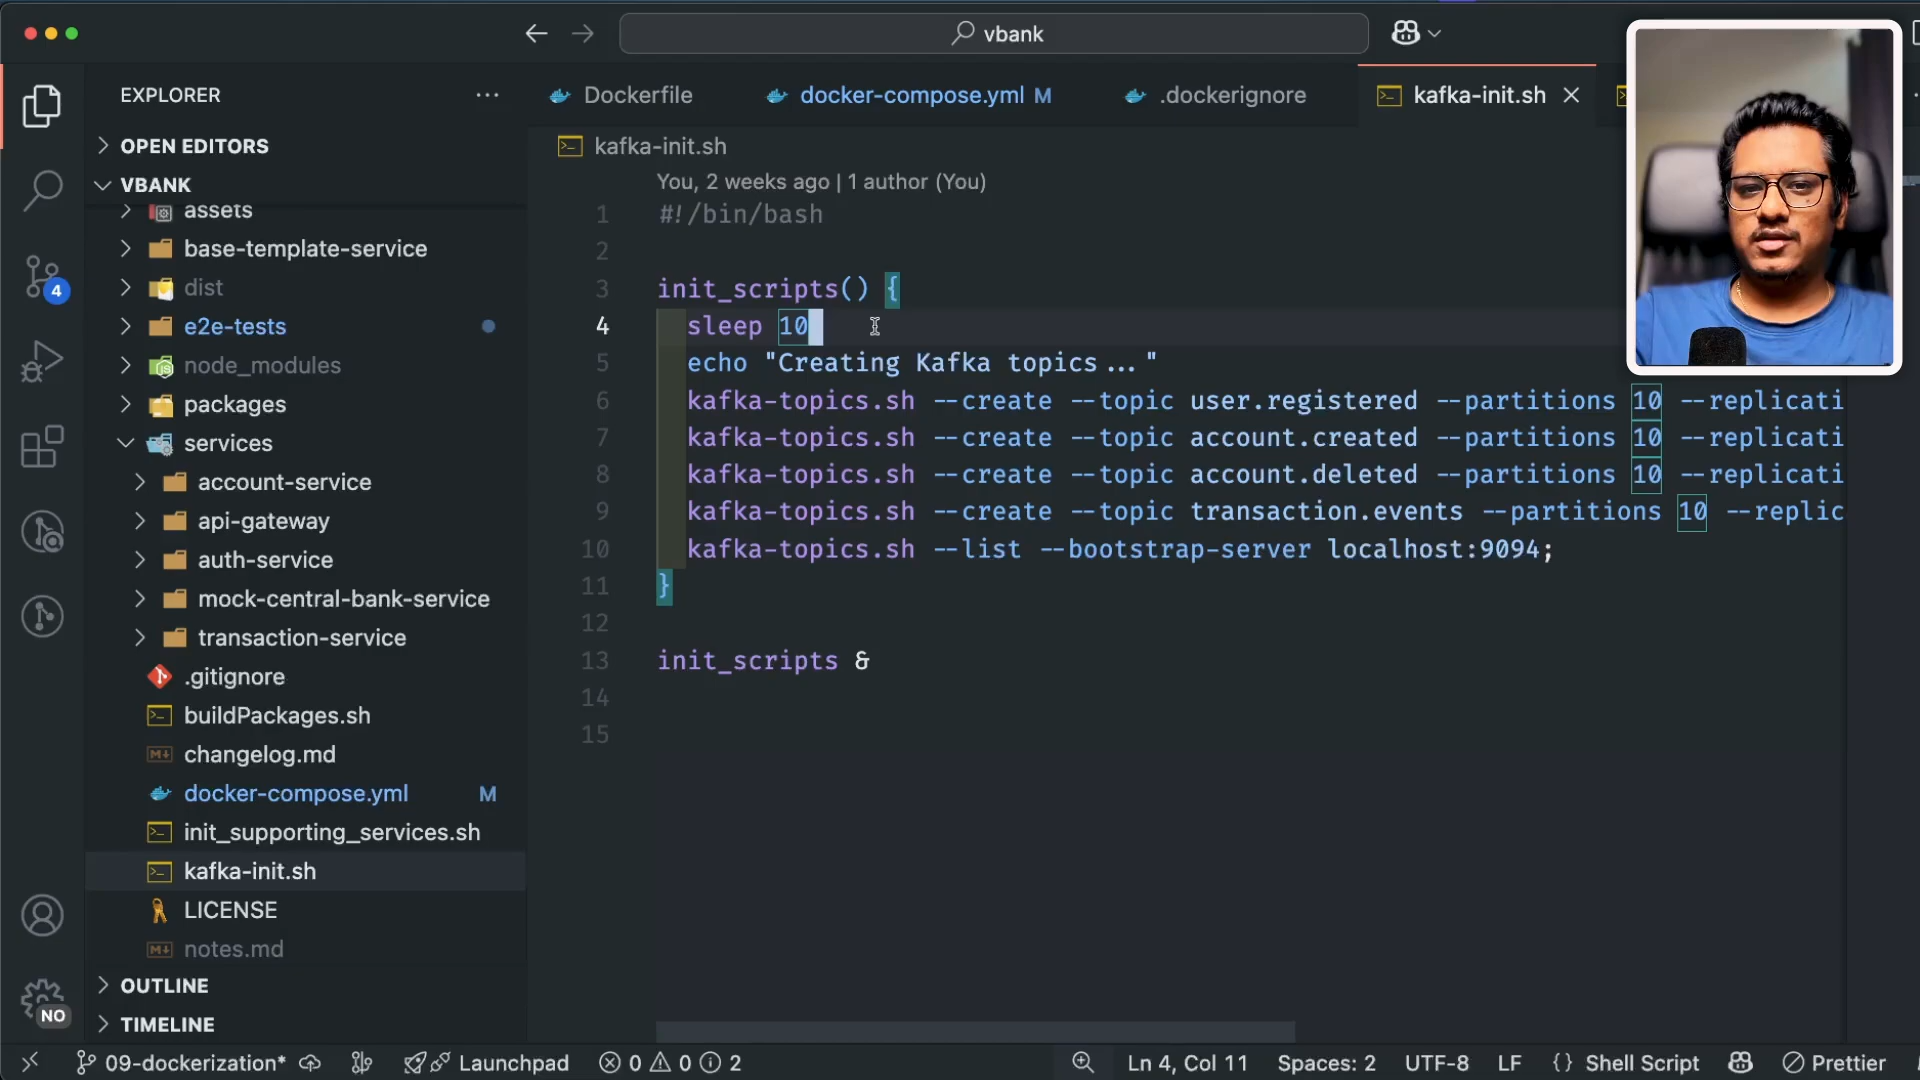 vbank
EXPLORER
OPEN EDITORS
VBANK
assets
base-template-service
dist
e2e-tests
node_modules
packages
services
account-service
api-gateway
auth-service
mock-central-bank-service
transaction-service
.gitignore
buildPackages.sh
changelog.md
docker-compose.yml M
init_supporting_services.sh
kafka-init.sh
LICENSE
notes.md
OUTLINE
TIMELINE
4
NO
Dockerfile
docker-compose.yml M
.dockerignore
kafka-init.sh
kafka-init.sh
You, 2 weeks ago | 1 author (You)
1 #!/bin/bash
2
3 init_scripts() {
4 sleep 10
5 echo "Creating Kafka topics..."
6 kafka-topics.sh --create --topic user.registered --partitions 10 --replicati
7 kafka-topics.sh --create --topic account.created --partitions 10 --replicati
8 kafka-topics.sh --create --topic account.deleted --partitions 10 --replicati
9 kafka-topics.sh --create --topic transaction.events --partitions 10 --replic
10 kafka-topics.sh --list --bootstrap-server localhost:9094;
11 }
12
13 init_scripts &
14
15
09-dockerization* Launchpad 0 0 2 Ln 4, Col 11 Spaces: 2 UTF-8 LF {} Shell Script Prettier